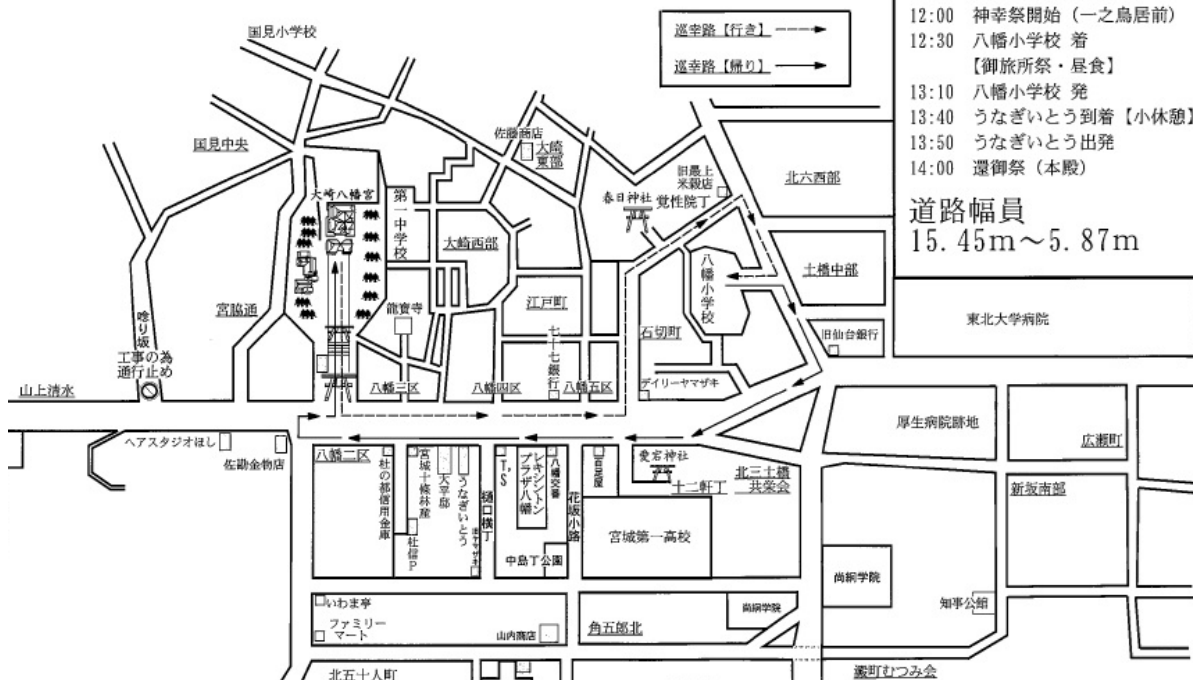 12:00 神幸祭開始（一之鳥居前）
12:30 八幡小学校 着
【御旅所祭・昼食】
13:10 八幡小学校 発
13:40 うなぎいとう到着【小休憩】
13:50 うなぎいとう出発
14:00 還御祭（本殿）
道路幅員
15.45m～5.87m
巡幸路【行き】
巡幸路【帰り】
国見小学校
国見中央
佐藤商店
大崎東部
旧最上米穀店
北六西部
大崎八幡宮
第一中学校
春日神社
覚性院丁
大崎西部
八幡小学校
土橋中部
宮脇通
龍寶寺
江戸町
石切町
旧仙台銀行
東北大学病院
唸り坂
工事の為
通行止め
七十七銀行
山上清水
八幡三区
八幡四区
八幡五区
デイリーヤマザキ
厚生病院跡地
広瀬町
ヘアスタジオほし
佐勘金物店
八幡二区
杜の都信用金庫
宮城十條林産
大平邸
うなぎいとう
杜信P
樋口横丁
T,S
レキシントン
プラザ八幡
八幡交番
花坂小路
愛宕神社
十二軒丁
北三土橋
共栄会
新坂南部
中島丁公園
宮城第一高校
尚絅学院
知事公館
いわま亭
ファミリー
マート
山内商店
角五郎北
尚絅学院
北五十人町
澱町むつみ会